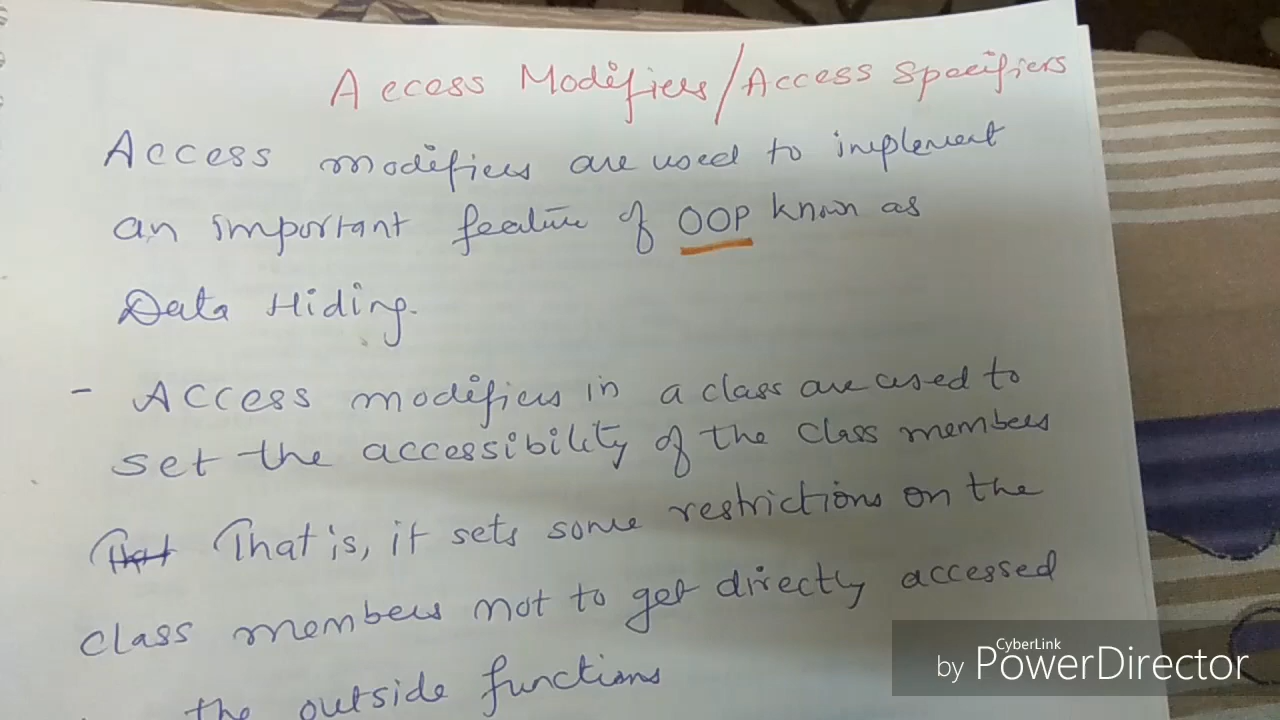 Access Modifiers/Access Specifiers
Access modifiers are used to implement
an important feature of OOP known as
Data Hiding.
- Access modifiers in a class are used to
set the accessibility of the class members
That That is, it sets some restrictions on the
class members not to get directly accessed
the outside functions
CyberLink
by PowerDirector